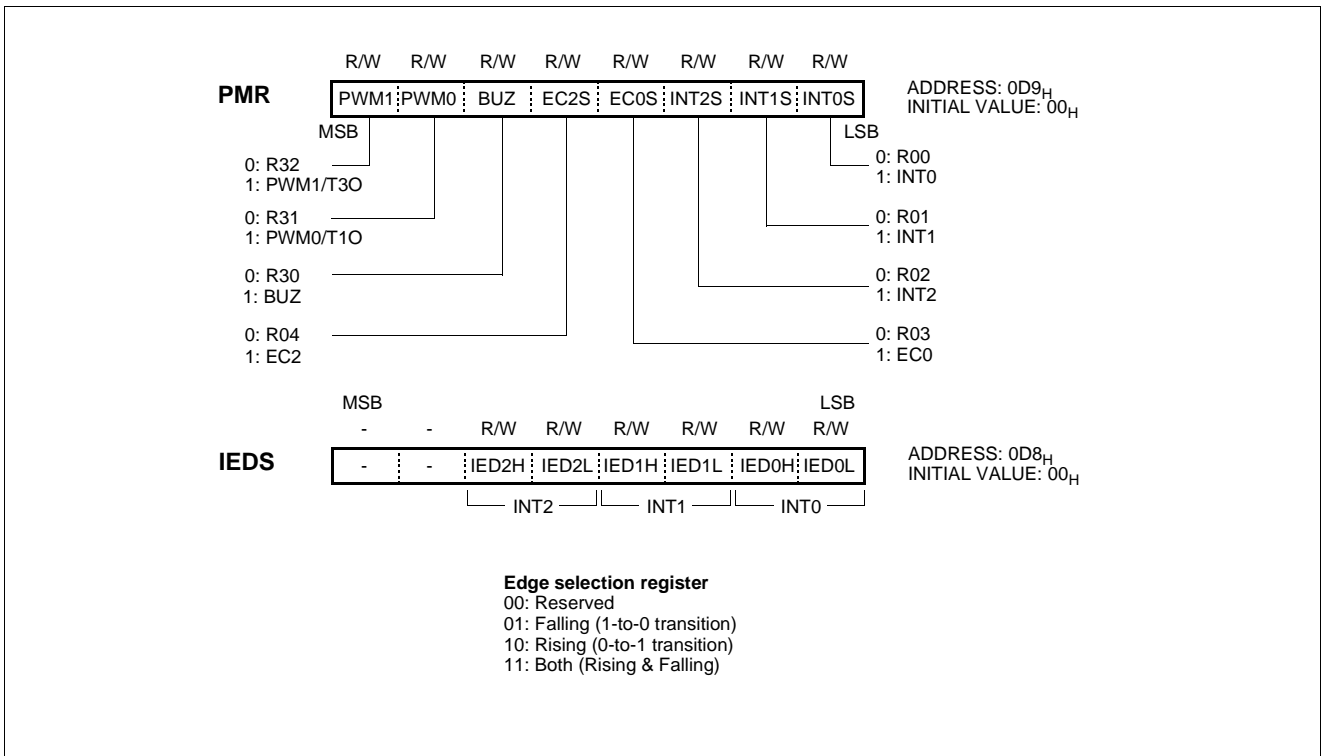 R/W R/W R/W R/W R/W R/W R/W R/W
PMR PWM1 PWM0 BUZ EC2S EC0S INT2S INT1S INT0S ADDRESS: 0D9H
INITIAL VALUE: 00H
MSB LSB
0: R32 0: R00
1: PWM1/T3O 1: INT0
0: R31 0: R01
1: PWM0/T1O 1: INT1
0: R30 0: R02
1: BUZ 1: INT2
0: R04 0: R03
1: EC2 1: EC0
MSB LSB
- - R/W R/W R/W R/W R/W R/W
IEDS - - IED2H IED2L IED1H IED1L IED0H IED0L ADDRESS: 0D8H
INITIAL VALUE: 00H
INT2 INT1 INT0
Edge selection register
00: Reserved
01: Falling (1-to-0 transition)
10: Rising (0-to-1 transition)
11: Both (Rising & Falling)